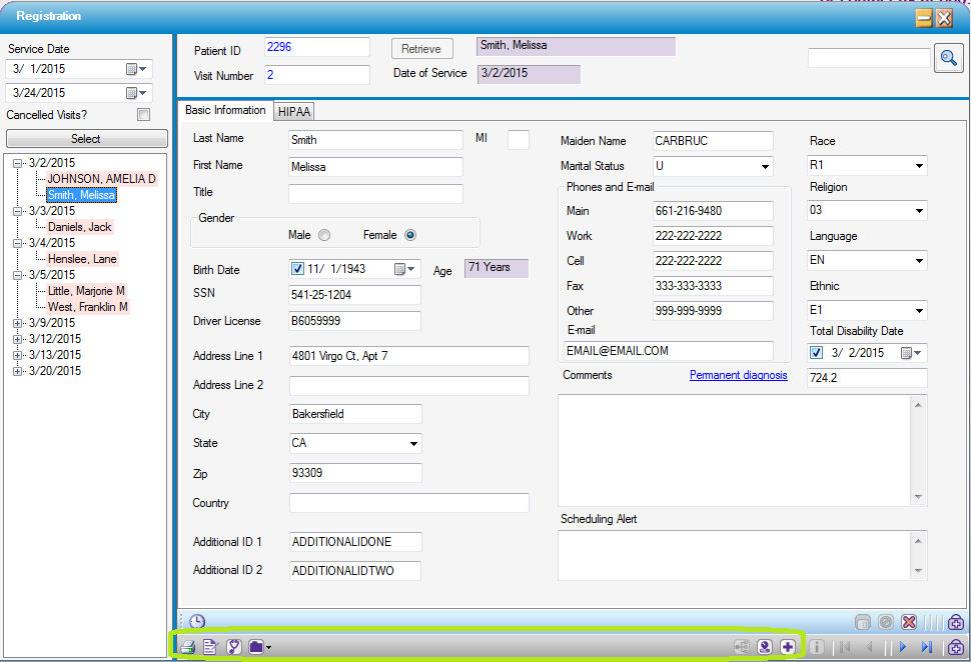 Registration
Service Date
3/ 1/2015
3/24/2015
Cancelled Visits?
Select
3/2/2015
JOHNSON, AMELIA D
Smith, Melissa
3/3/2015
Daniels, Jack
3/4/2015
Henslee, Lane
3/5/2015
Little, Marjorie M
West, Franklin M
3/9/2015
3/12/2015
3/13/2015
3/20/2015
Patient ID 2296 Retrieve Smith, Melissa
Visit Number 2 Date of Service 3/2/2015
Basic Information HIPAA
Last Name Smith MI
First Name Melissa
Title
Gender
Male Female
Birth Date 11/ 1/1943 Age 71 Years
SSN 541-25-1204
Driver License B6059999
Address Line 1 4801 Virgo Ct, Apt 7
Address Line 2
City Bakersfield
State CA
Zip 93309
Country
Additional ID 1 ADDITIONALIDONE
Additional ID 2 ADDITIONALIDTWO
Maiden Name CARBRUC
Marital Status U
Phones and E-mail
Main 661-216-9480
Work 222-222-2222
Cell 222-222-2222
Fax 333-333-3333
Other 999-999-9999
E-mail
EMAIL@EMAIL.COM
Comments Permanent diagnosis
Scheduling Alert
Race
R1
Religion
03
Language
EN
Ethnic
E1
Total Disability Date
3/ 2/2015
724.2